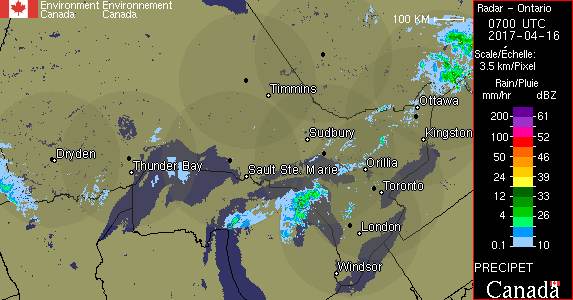 Environment Environnement
Canada Canada
100 KM
Radar - Ontario
0700 UTC
2017-04-16
Scale/Échelle:
3.5 km/Pixel
Rain/Pluie
mm/hr dBZ
200 61
100 52
50 46
24 39
12 33
4 26
0.1 10
PRECIPET
Canada
Timmins
Ottawa
Sudbury
Kingston
Dryden
Thunder Bay
Sault Ste. Marie
Orillia
Toronto
London
Windsor